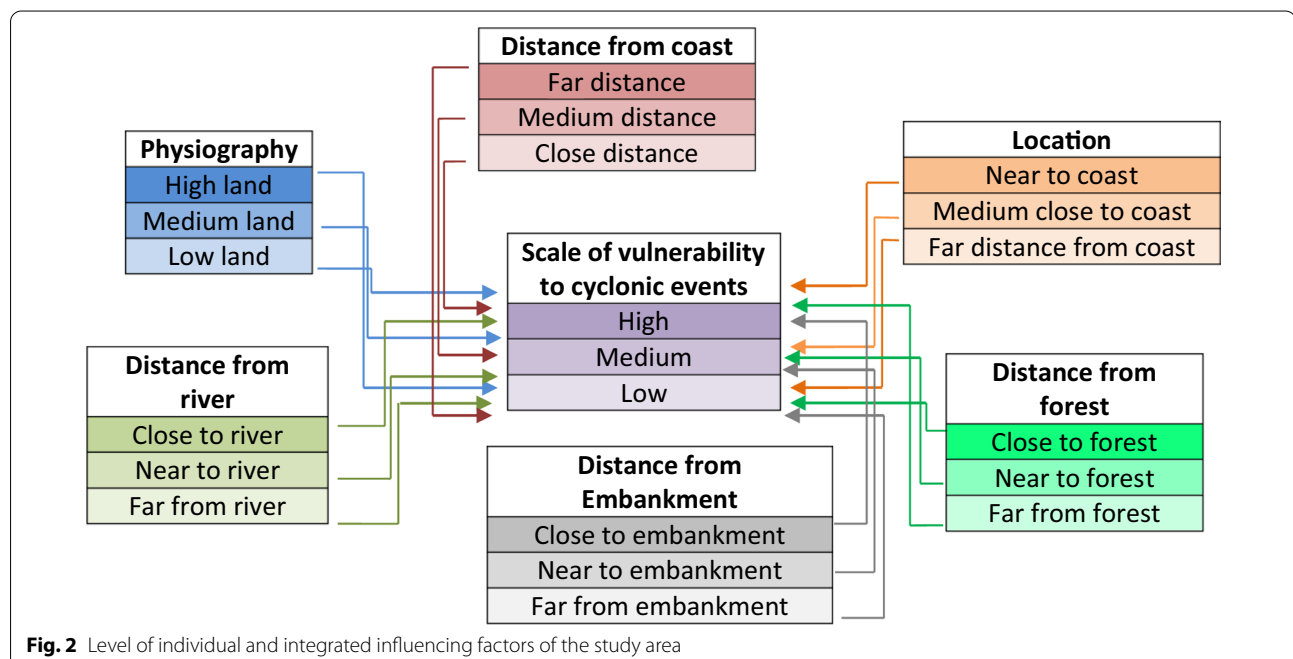 Distance from coast
Far distance
Medium distance
Close distance
Physiography
High land
Medium land
Low land
Location
Near to coast
Medium close to coast
Far distance from coast
Scale of vulnerability
to cyclonic events
High
Medium
Low
Distance from
river
Close to river
Near to river
Far from river
Distance from
forest
Close to forest
Near to forest
Far from forest
Distance from
Embankment
Close to embankment
Near to embankment
Far from embankment
Fig. 2 Level of individual and integrated influencing factors of the study area